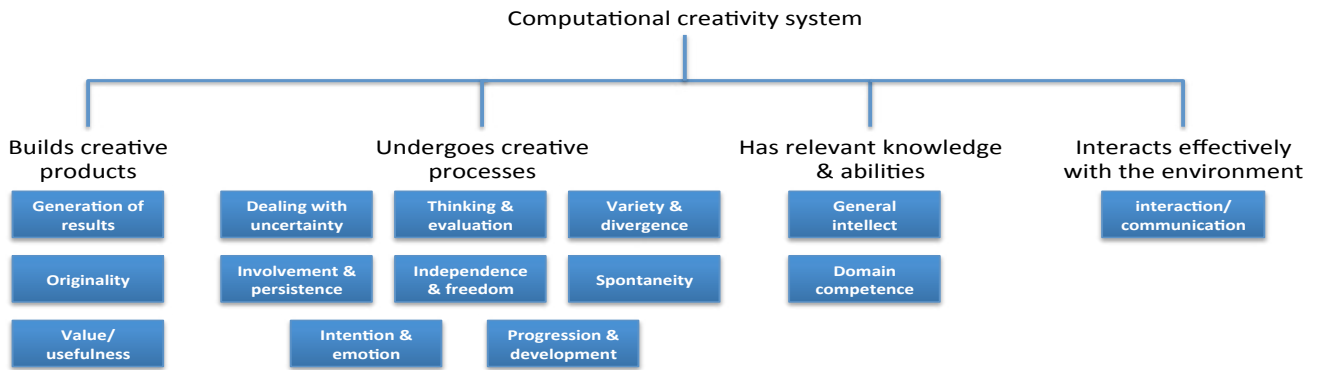 Computational creativity system
Builds creative
products
Generation of
results
Originality
Value/
usefulness
Undergoes creative
processes
Dealing with
uncertainty
Thinking &
evaluation
Variety &
divergence
Involvement &
persistence
Independence
& freedom
Spontaneity
Intention &
emotion
Progression &
development
Has relevant knowledge
& abilities
General
intellect
Domain
competence
Interacts effectively
with the environment
interaction/
communication